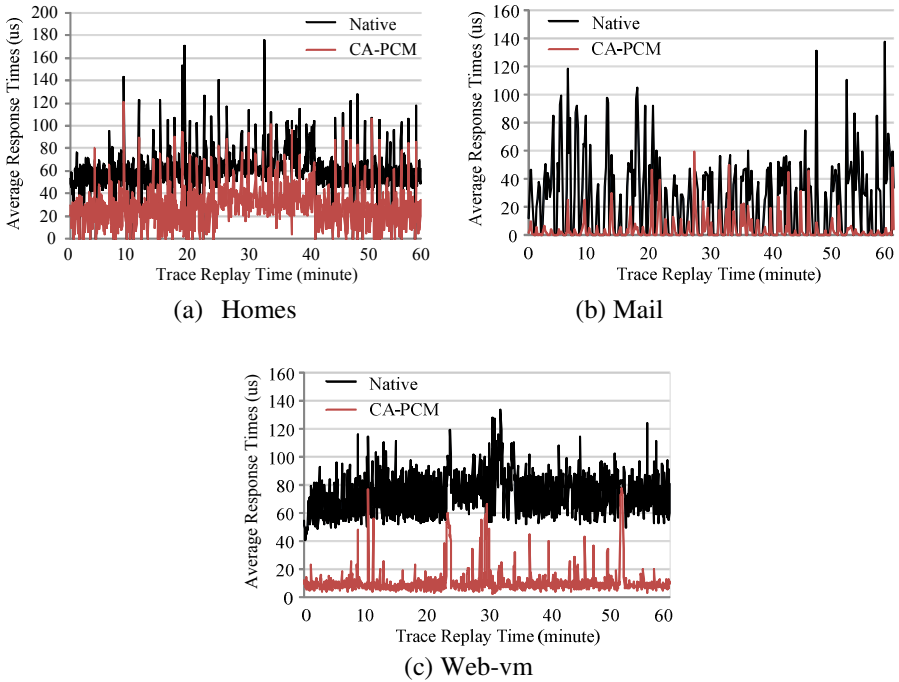 200
180
160
140
120
100
80
60
40
20
0
Average Response Times (us)
Native
CA-PCM
0 10 20 30 40 50 60
Trace Replay Time (minute)
(a) Homes
160
140
120
100
80
60
40
20
0
Average Response Times (us)
Native
CA-PCM
0 10 20 30 40 50 60
Trace Replay Time (minute)
(b) Mail
160
140
120
100
80
60
40
20
0
Average Response Times (us)
Native
CA-PCM
0 10 20 30 40 50 60
Trace Replay Time (minute)
(c) Web-vm